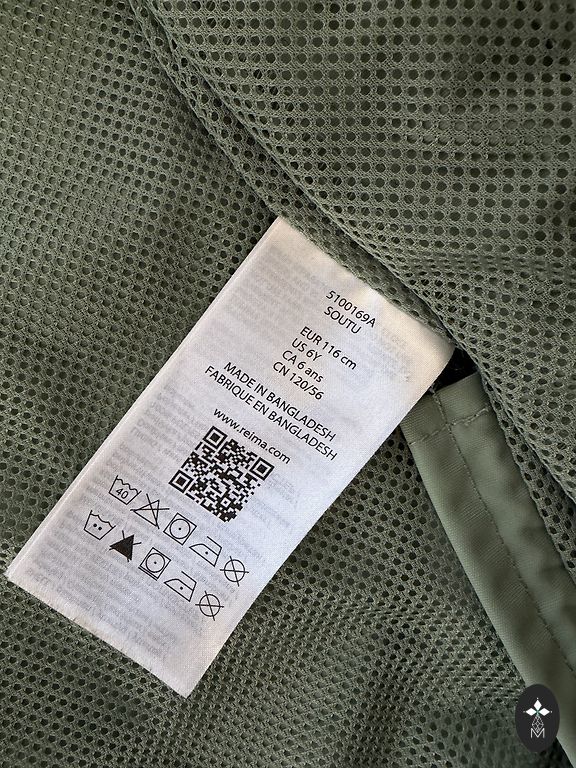 5100169A
SOUTU
EUR 116 cm
US 6Y
CA 6 ans
CN 120/56
MADE IN BANGLADESH
FABRIQUE EN BANGLADESH
www.reima.com
40
M